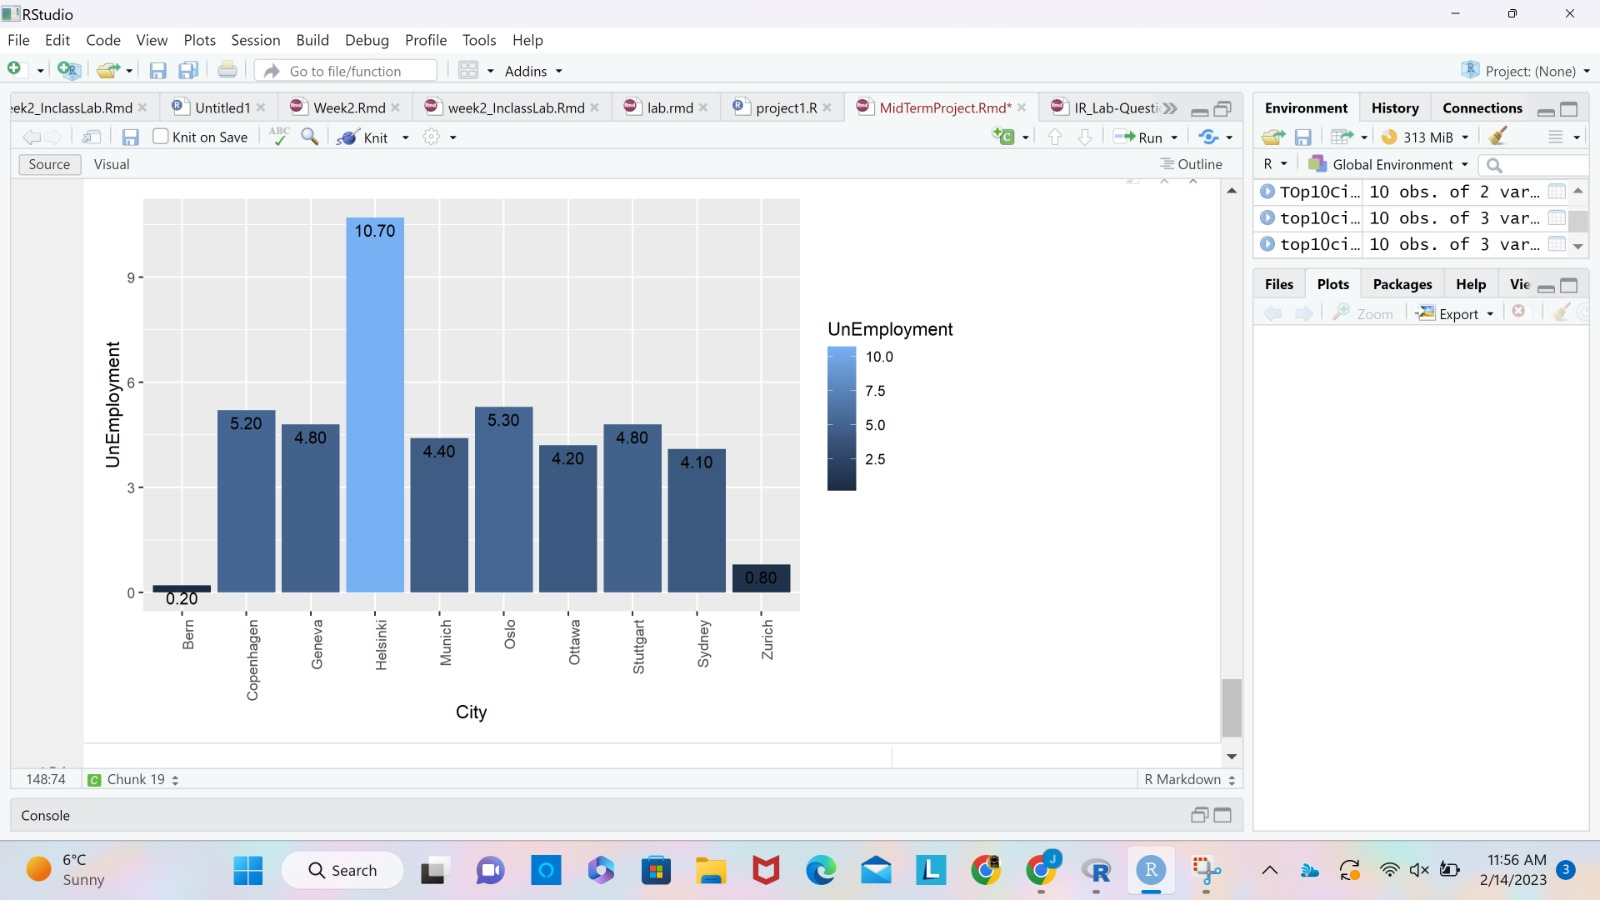 RStudio
File Edit Code View Plots Session Build Debug Profile Tools Help
Go to file/function Addins Project: (None)
eek2_InclassLab.Rmd Untitled1 Week2.Rmd week2_InclassLab.Rmd lab.rmd project1.R MidTermProject.Rmd* IR_Lab-Questi
Knit on Save ABC Knit Run
Source Visual Outline
10.70
9
6
3
0
UnEmployment
5.20
4.80
4.40
5.30
4.20
4.80
4.10
0.80
0.20
Bern Copenhagen Geneva Helsinki Munich Oslo Ottawa Stuttgart Sydney Zurich
City
UnEmployment
10.0
7.5
5.0
2.5
148:74 Chunk 19 R Markdown
Console
Environment History Connections
313 MiB
R Global Environment
TOp10Ci... 10 obs. of 2 var...
top10ci... 10 obs. of 3 var...
top10ci... 10 obs. of 3 var...
Files Plots Packages Help Vie
Zoom Export
6°C
Sunny
Search
11:56 AM
2/14/2023
3